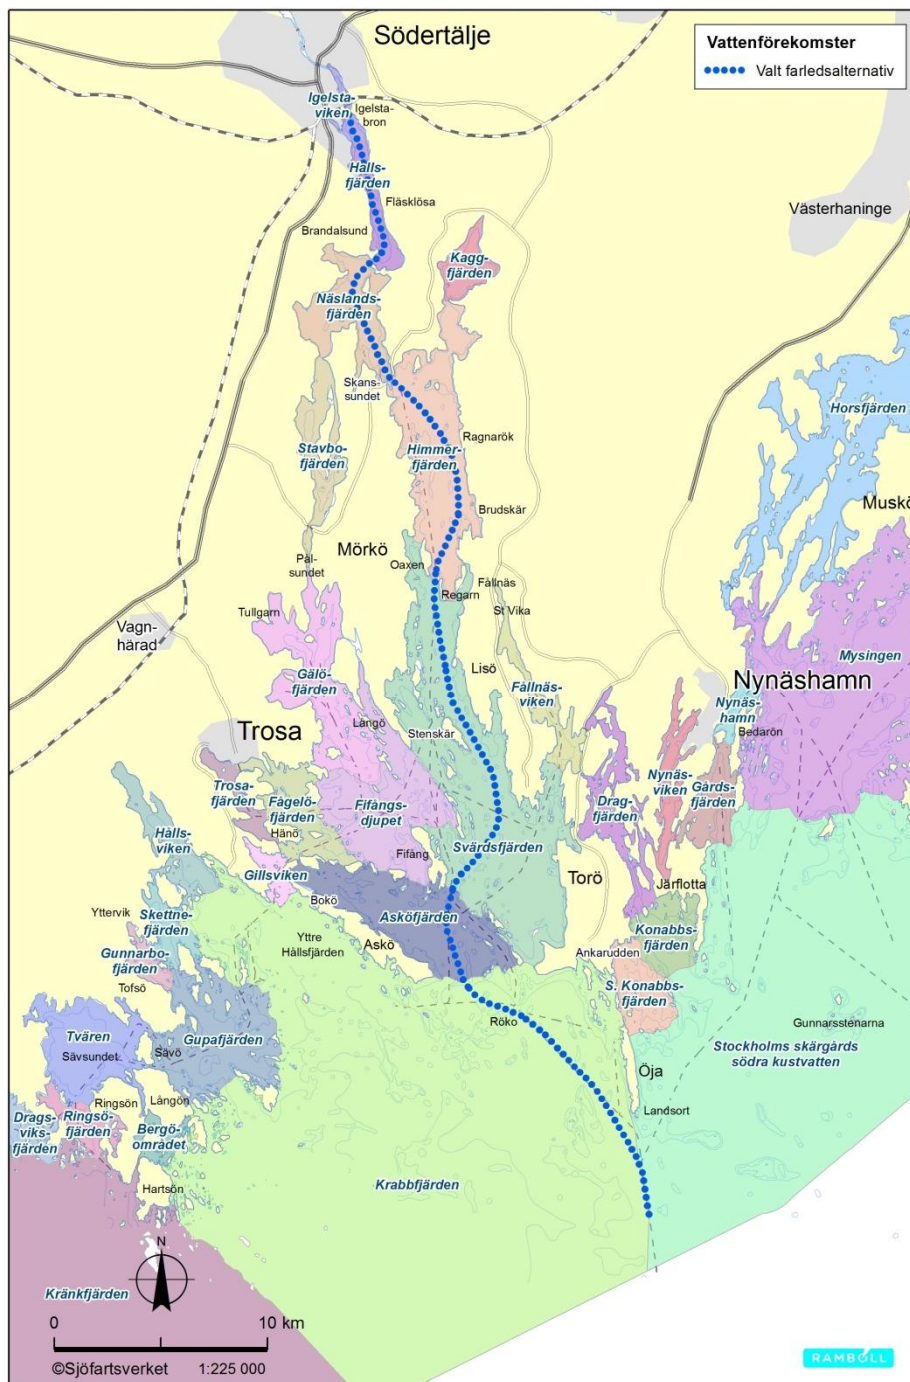 Södertälje
Vattenförekomster
Valt farledsalternativ
Igelsta-
viken
Igelsta-
bron
Halls-
fjärden
Fläsklösa
Brandalsund
Västerhaninge
Kagg-
fjärden
Näslands-
fjärden
Skans-
sundet
Horsfjärden
Ragnarök
Stavbo-
fjärden
Himmer-
fjärden
Muskö
Brudskär
Mörkö
Oaxen
Pål-
sundet
Fållnäs
Regarn
St Vika
Tullgarn
Vagn-
härad
Mysingen
Lisö
Gälö-
fjärden
Nynäshamn
Fållnäs-
viken
Nynäs-
hamn
Långö
Trosa
Stenskär
Bedarön
Trosa-
fjärden
Fågelö-
fjärden
Fifångs-
djupet
Drag-
fjärden
Nynäs-
viken
Gårds-
fjärden
Hånö
Hålls-
viken
Fifång
Svärdsfjärden
Gillsviken
Torö
Järflotta
Yttervik
Skettne-
fjärden
Bokö
Asköfjärden
Konabbs-
fjärden
Gunnarbo-
fjärden
Yttre
Hållsfjärden
Askö
Ankarudden
Tofsö
S. Konabbs-
fjärden
Röko
Gunnarsstenarna
Tvären
Sävsundet
Sävö
Gupafjärden
Stockholms skärgårds
södra kustvatten
Öja
Ringsön
Långön
Landsort
Drags-
viks-
fjärden
Ringsö-
fjärden
Bergö-
området
Krabbfjärden
Hartsön
N
Kränkfjärden
0 10 km
©Sjöfartsverket 1:225 000
RAMBOLL